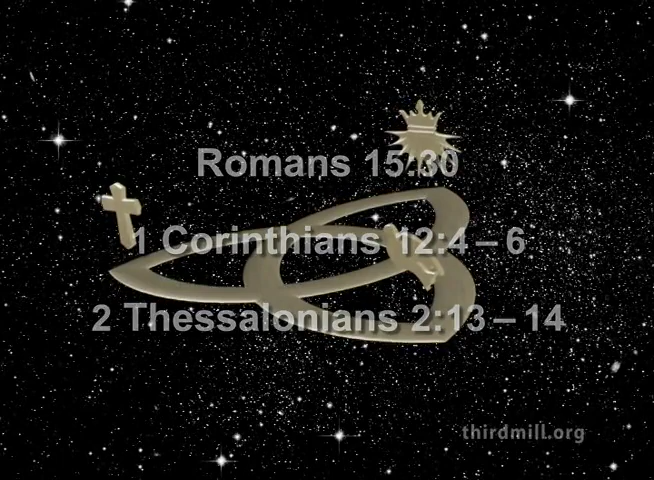 Romans 15:30
1 Corinthians 12:4 – 6
2 Thessalonians 2:13 – 14
thirdmill.org